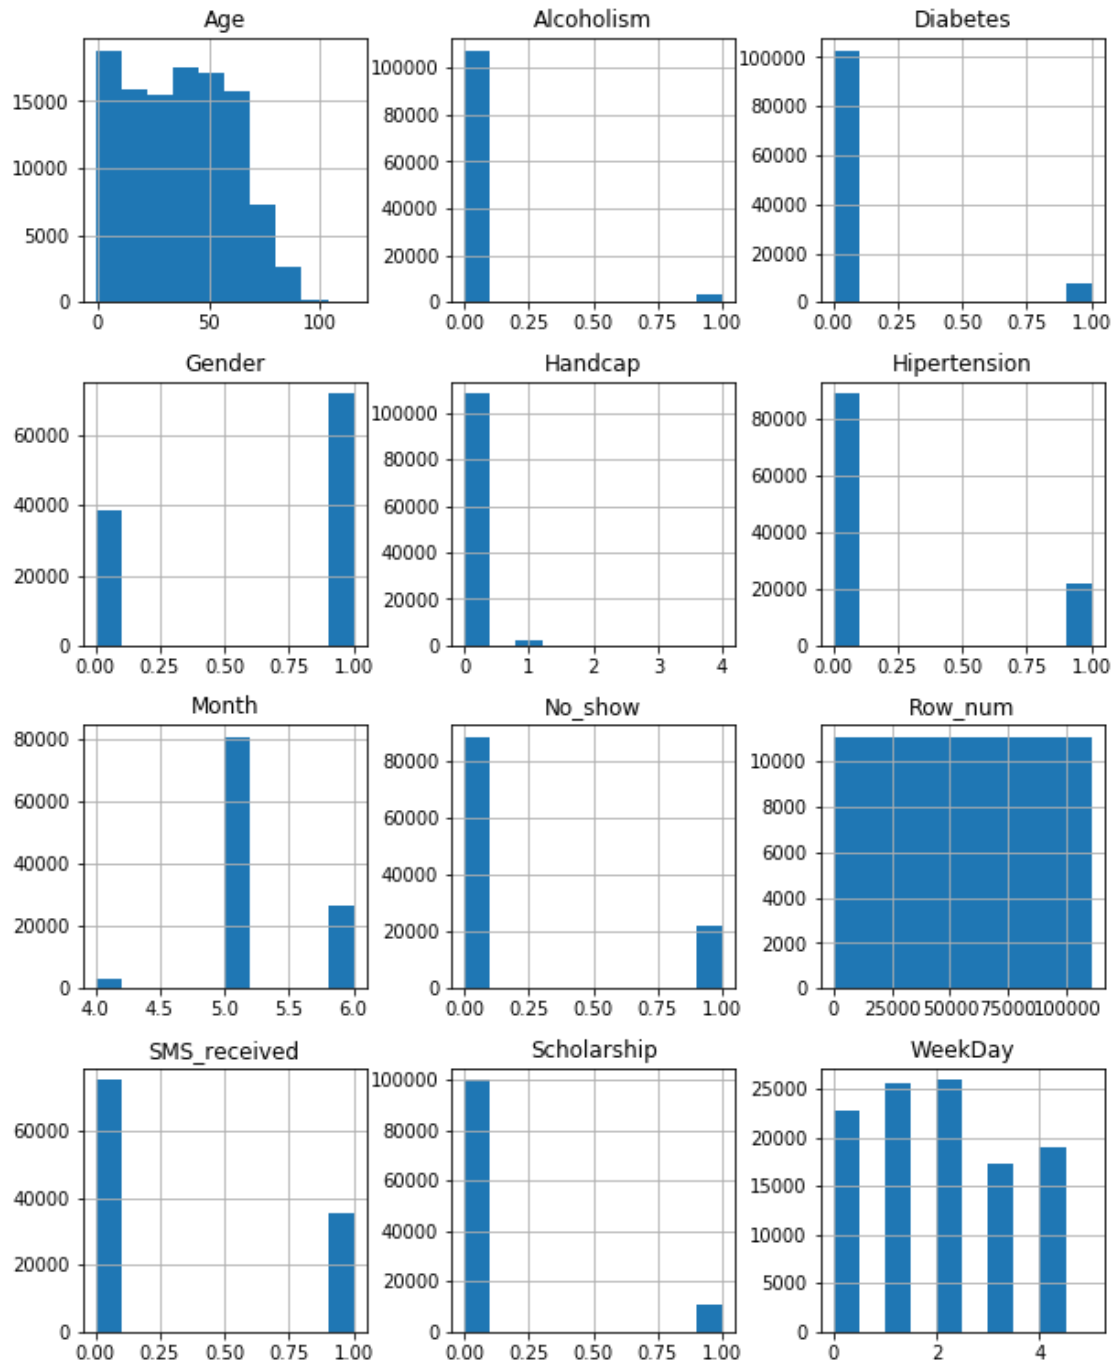 Age Alcoholism Diabetes
15000 100000 100000
10000 80000 80000
5000 60000 60000
0 40000 40000
20000 20000
0 0
0 50 100 0.00 0.25 0.50 0.75 1.00 0.00 0.25 0.50 0.75 1.00
Gender Handcap Hipertension
60000 100000 80000
40000 80000 60000
20000 60000 40000
0 40000 20000
20000 0
0
0.00 0.25 0.50 0.75 1.00 0 1 2 3 4 0.00 0.25 0.50 0.75 1.00
Month No_show Row_num
80000 80000 10000
60000 60000 8000
40000 40000 6000
20000 20000 4000
0 0 2000
0
4.0 4.5 5.0 5.5 6.0 0.00 0.25 0.50 0.75 1.00 0 25000 50000 75000 100000
SMS_received Scholarship WeekDay
60000 100000 25000
40000 80000 20000
20000 60000 15000
0 40000 10000
20000 5000
0 0
0.00 0.25 0.50 0.75 1.00 0.00 0.25 0.50 0.75 1.00 0 2 4